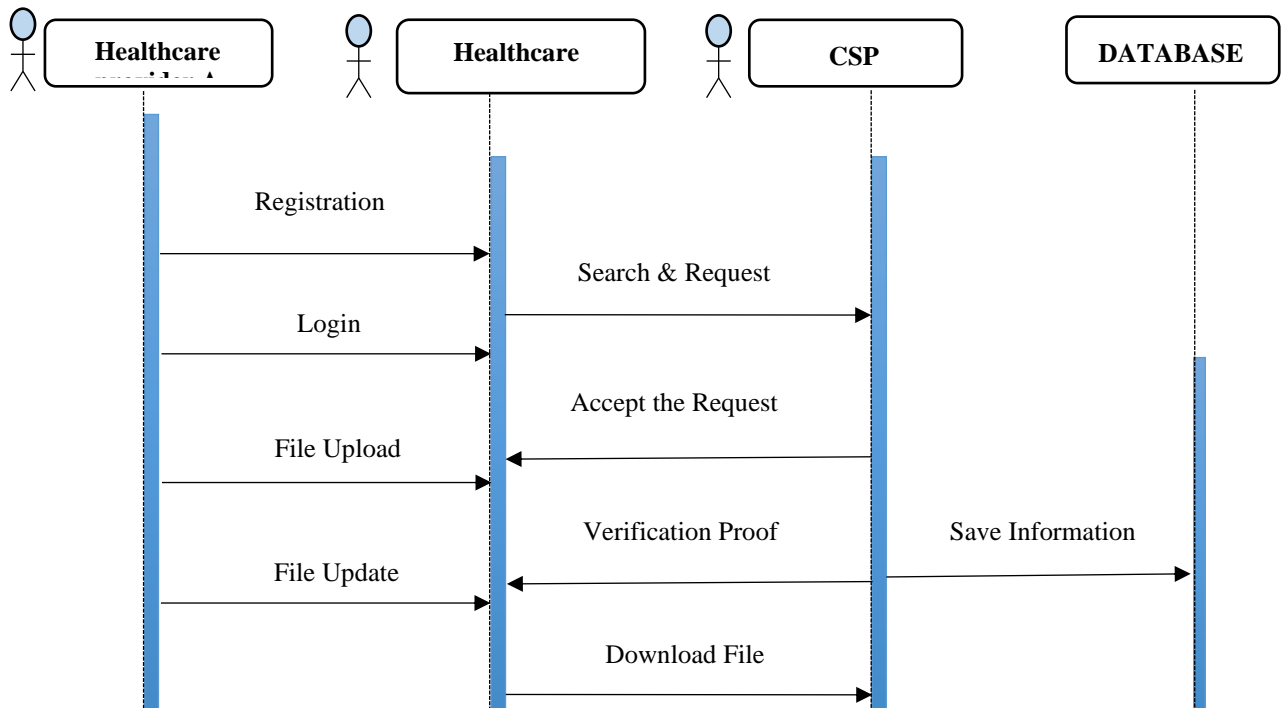 Healthcare
Healthcare
CSP
DATABASE
Registration
Search & Request
Login
Accept the Request
File Upload
Verification Proof
Save Information
File Update
Download File